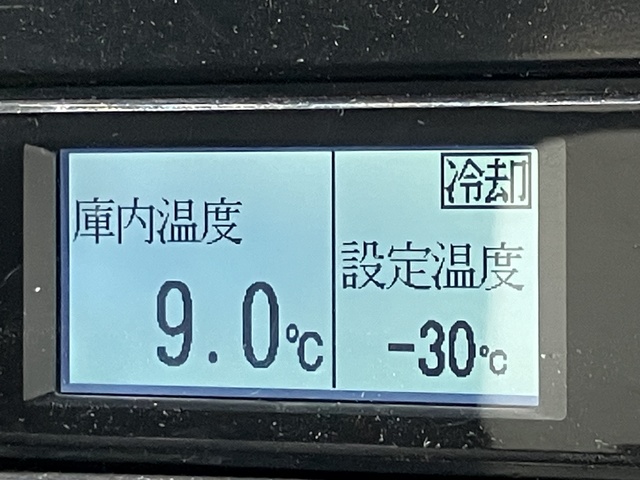 庫内温度
9.0℃
冷却
設定温度
-30℃